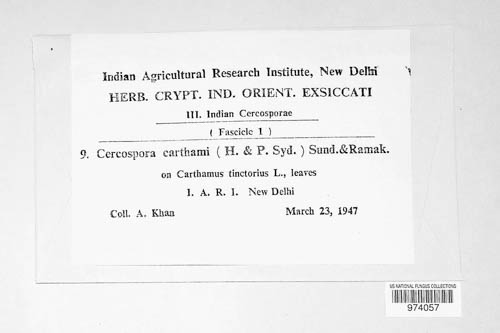 Indian Agricultural Research Institute, New Delhi
HERB. CRYPT. IND. ORIENT. EXSICCATI
III. Indian Cercosporae
( Fascicle 1 )
9. Cercospora carthami ( H. & P. Syd. ) Sund.&Ramak.
on Carthamus tinctorius L., leaves
I. A. R. I. New Delhi
Coll. A. Khan March 23, 1947
US NATIONAL FUNGUS COLLECTIONS
974057